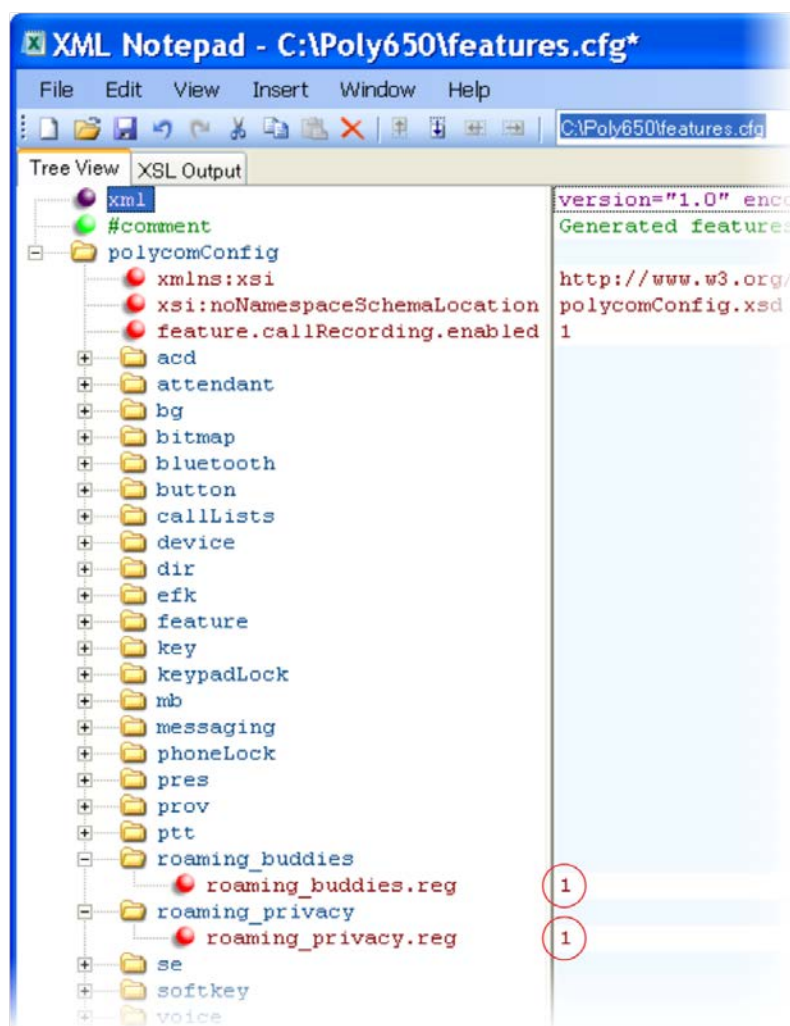 XML Notepad - C:\Poly650\features.cfg*
File Edit View Insert Window Help
C:\Poly650\features.cfg
Tree View XSL Output
xml version="1.0" enco
#comment Generated features
polycomConfig
xmlns:xsi http://www.w3.org/
xsi:noNamespaceSchemaLocation polycomConfig.xsd
feature.callRecording.enabled 1
acd
attendant
bg
bitmap
bluetooth
button
callLists
device
dir
efk
feature
key
keypadLock
mb
messaging
phoneLock
pres
prov
ptt
roaming_buddies
roaming_buddies.reg 1
roaming_privacy
roaming_privacy.reg 1
se
softkey
voice